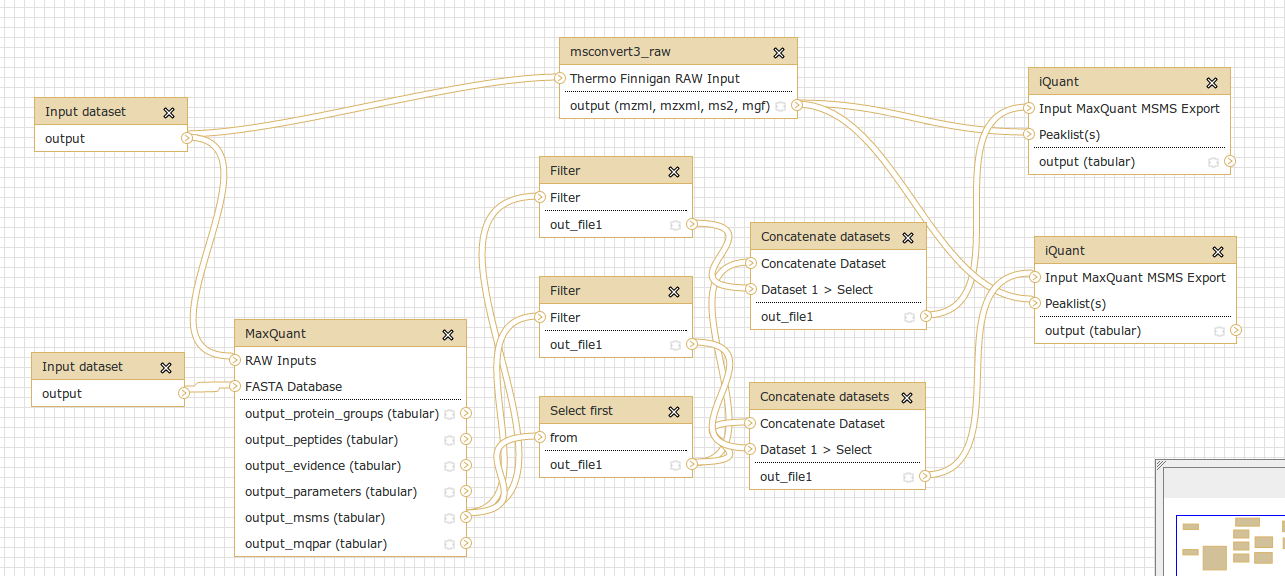 Input dataset
output
msconvert3_raw
Thermo Finnigan RAW Input
output (mzml, mzxml, ms2, mgf)
iQuant
Input MaxQuant MSMS Export
Peaklist(s)
output (tabular)
Filter
Filter
out_file1
Concatenate datasets
Concatenate Dataset
Dataset 1 > Select
out_file1
iQuant
Input MaxQuant MSMS Export
Peaklist(s)
output (tabular)
Filter
Filter
out_file1
MaxQuant
RAW Inputs
FASTA Database
output_protein_groups (tabular)
output_peptides (tabular)
output_evidence (tabular)
output_parameters (tabular)
output_msms (tabular)
output_mqpar (tabular)
Input dataset
output
Select first
from
out_file1
Concatenate datasets
Concatenate Dataset
Dataset 1 > Select
out_file1